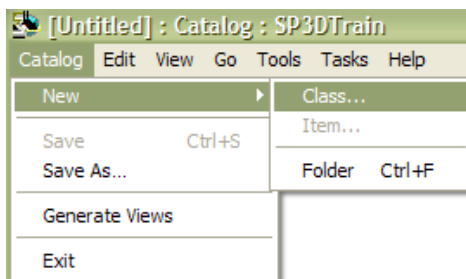 [Untitled] : Catalog : SP3DTrain
Catalog Edit View Go Tools Tasks Help
New
Save Ctrl+S
Save As...
Generate Views
Exit
Class...
Item...
Folder Ctrl+F